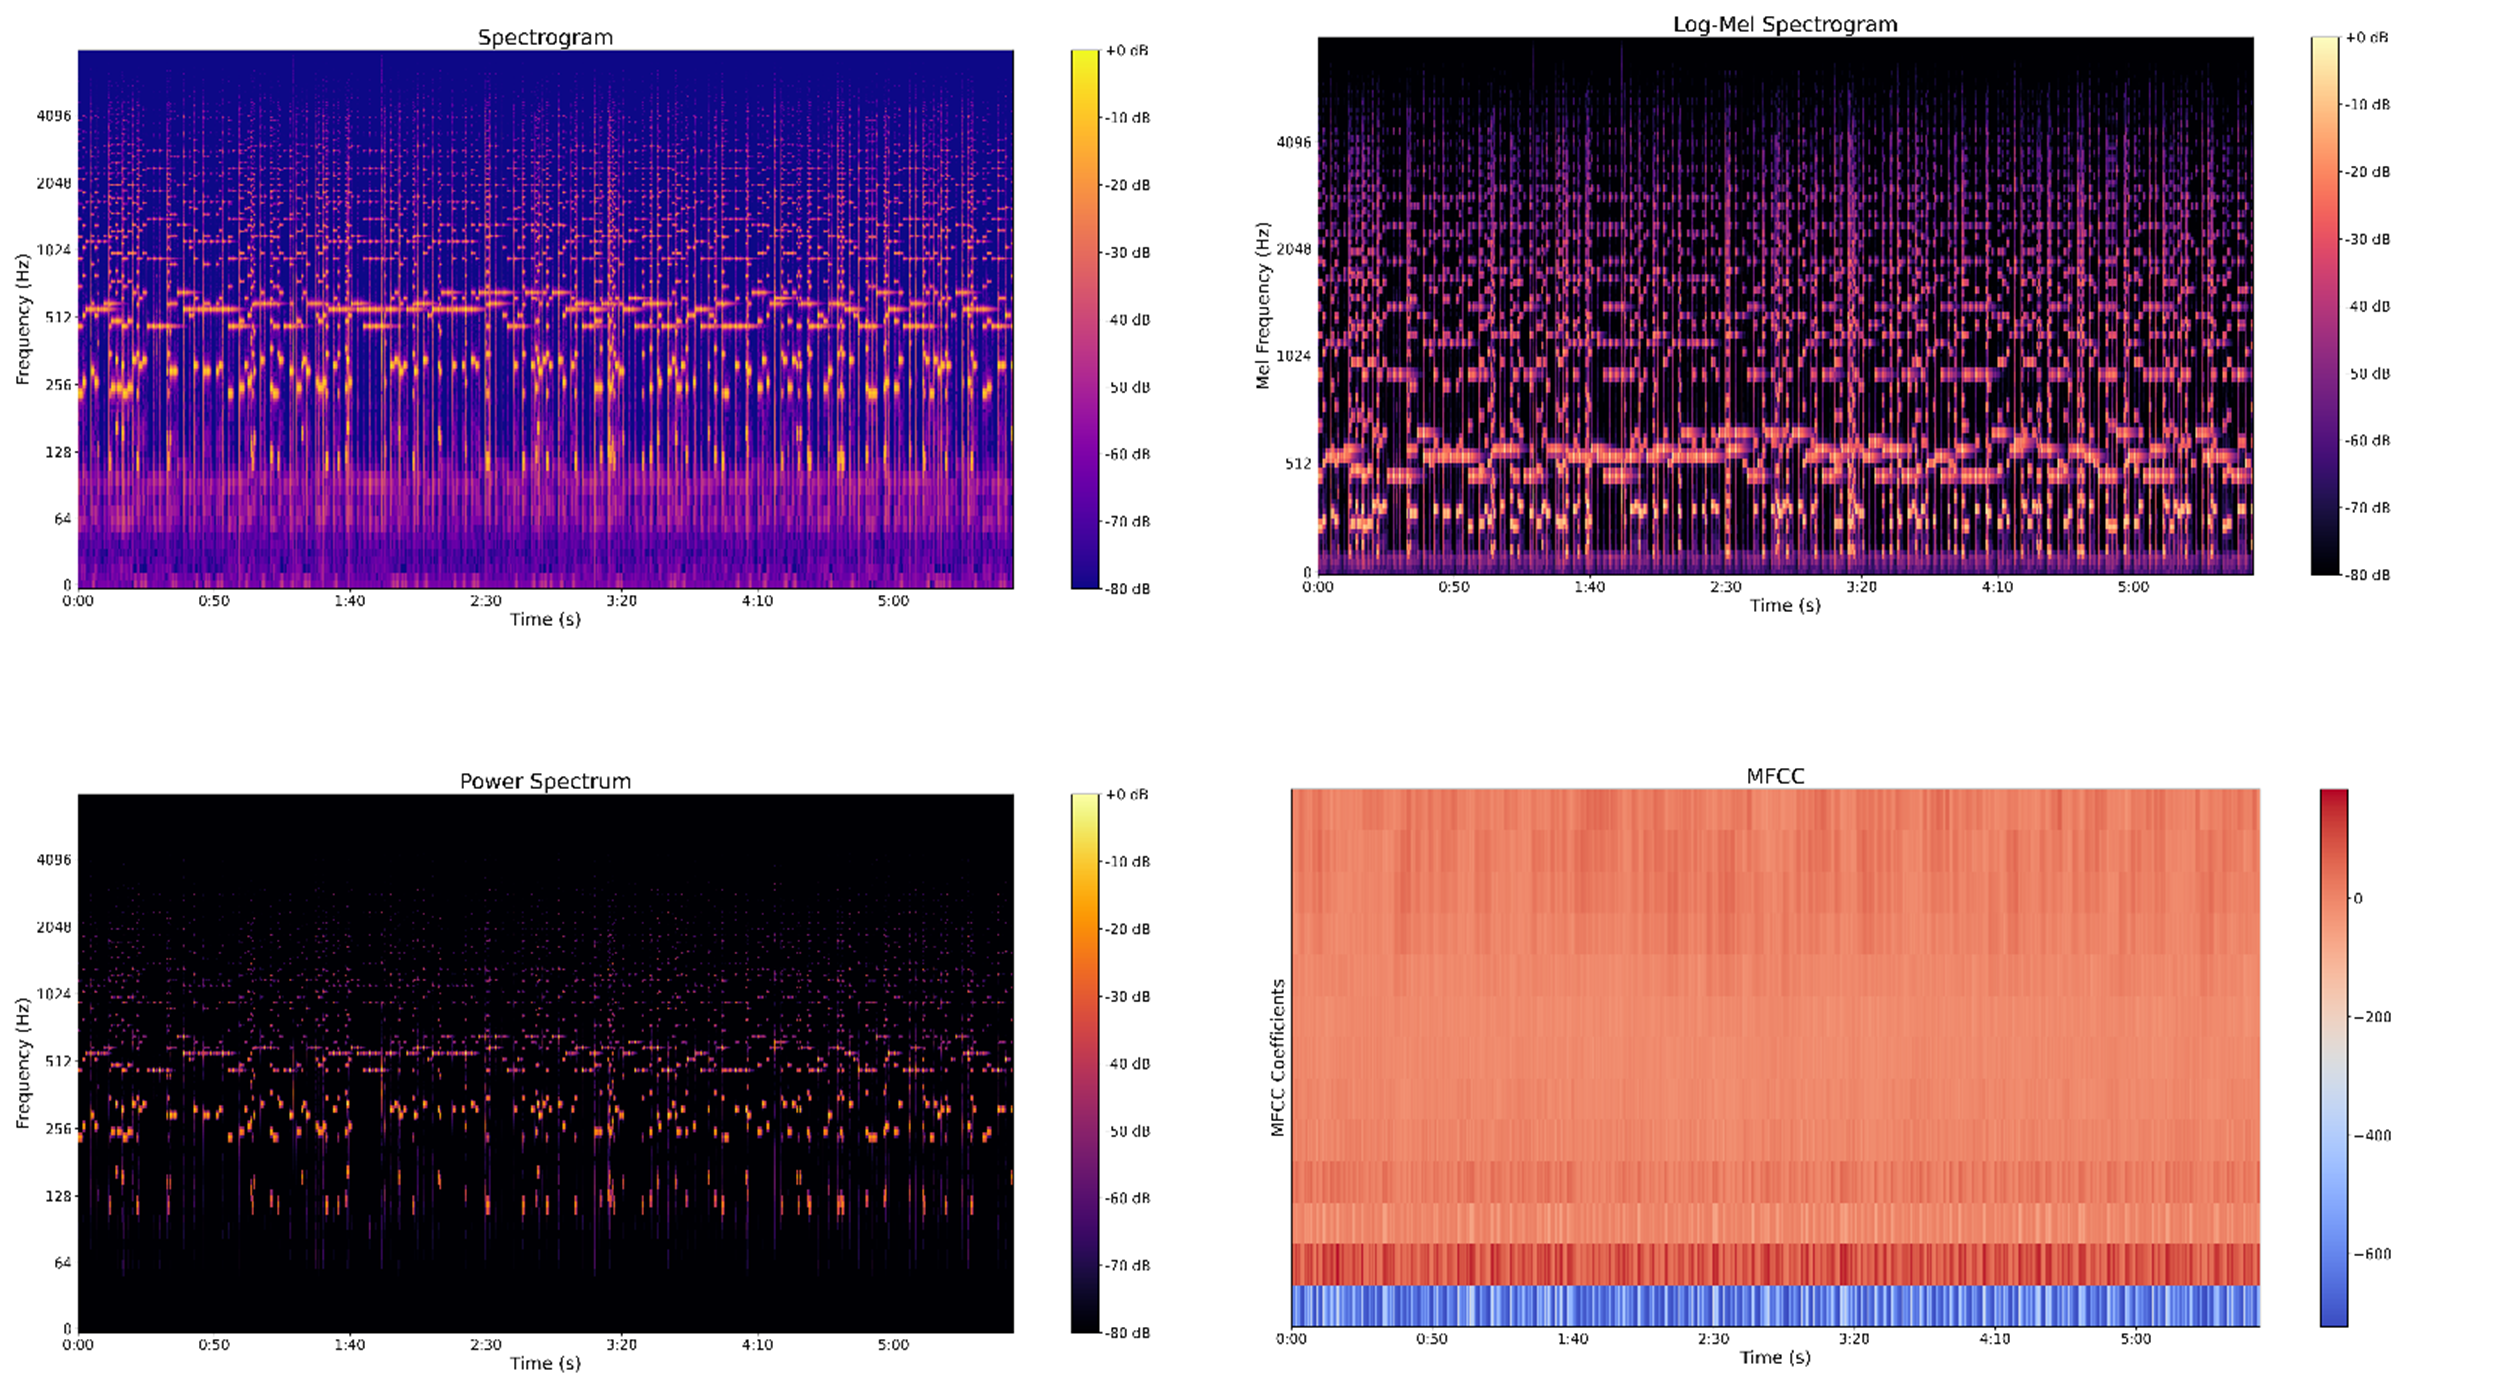 Spectrogram
+0 dB
-10 dB
-20 dB
-30 dB
40 dB
50 dB
-60 dB
-70 dB
-80 dB
4096
2048
1024
512
256
128
64
0
Frequency (Hz)
0:00 0:50 1:40 2:30 3:20 4:10 5:00
Time (s)
Log-Mel Spectrogram
+0 dB
-10 dB
-20 dB
-30 dB
40 dB
50 dB
-60 dB
-70 dB
-80 dB
4096
2048
1024
512
0
Mel Frequency (Hz)
0:00 0:50 1:40 2:30 3:20 4:10 5:00
Time (s)
Power Spectrum
+0 dB
-10 dB
-20 dB
-30 dB
40 dB
50 dB
-60 dB
-70 dB
-80 dB
4096
2048
1024
512
256
128
64
0
Frequency (Hz)
0:00 0:50 1:40 2:30 3:20 4:10 5:00
Time (s)
MFCC
0
−200
−400
−600
MFCC Coefficients
0:00 0:50 1:40 2:30 3:20 4:10 5:00
Time (s)